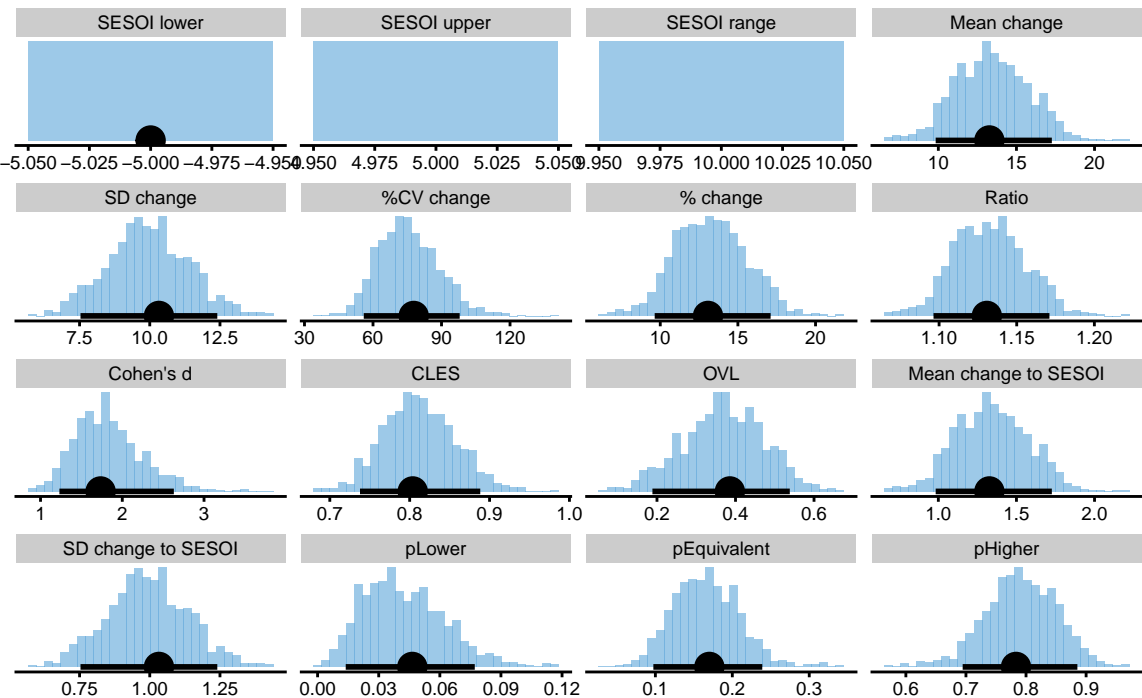 SESOI lower SESOI upper SESOI range Mean change
−5.050 −5.025 −5.000 −4.975 −4.950 4.950 4.975 5.000 5.025 5.050 9.950 9.975 10.000 10.025 10.050 10 15 20
SD change %CV change % change Ratio
7.5 10.0 12.5 30 60 90 120 10 15 20 1.10 1.15 1.20
Cohen's d CLES OVL Mean change to SESOI
1 2 3 0.7 0.8 0.9 1.0 0.2 0.4 0.6 1.0 1.5 2.0
SD change to SESOI pLower pEquivalent pHigher
0.75 1.00 1.25 0.00 0.03 0.06 0.09 0.12 0.1 0.2 0.3 0.6 0.7 0.8 0.9